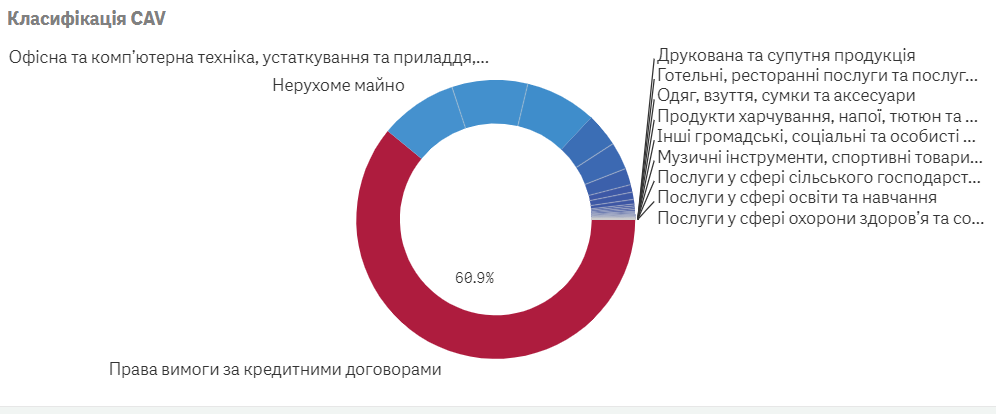 Класифікація CAV
Офісна та комп'ютерна техніка, устаткування та приладдя,...
Нерухоме майно
Друкована та супутня продукція
Готельні, ресторанні послуги та послуг...
Одяг, взуття, сумки та аксесуари
Продукти харчування, напої, тютюн та ...
Інші громадські, соціальні та особисті ...
Музичні інструменти, спортивні товари...
Послуги у сфері сільського господарст...
Послуги у сфері освіти та навчання
Послуги у сфері охорони здоров'я та со...
60.9%
Права вимоги за кредитними договорами